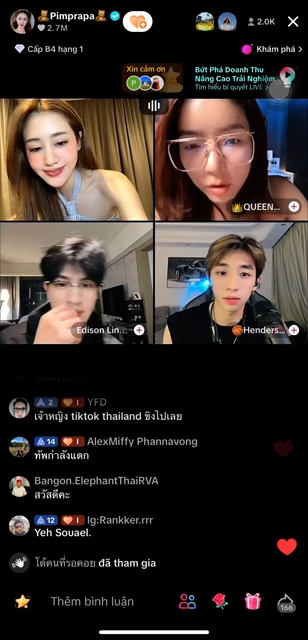 Pimprapa
2.7M
2.0K
Cấp B4 hạng 1
Khám phá >
Xin cảm ơn
P
Bứt Phá Doanh Thu
Nâng Cao Trải Nghiệm
Tìm hiểu bí quyết LIVE >
QUEEN...
Edison Lin...
Henders...
2 I YFD
เจ้าหญิง tiktok thailand ขิงไปเลย
14 I AlexMiffy Phannavong
ทัพกำลังแตก
Bangon.ElephantThaiRVA
สวัสดีคะ
12 I Ig:Rankker.rrr
Yeh Souael.
โด้คนที่รอคอย đã tham gia
Thêm bình luận
166